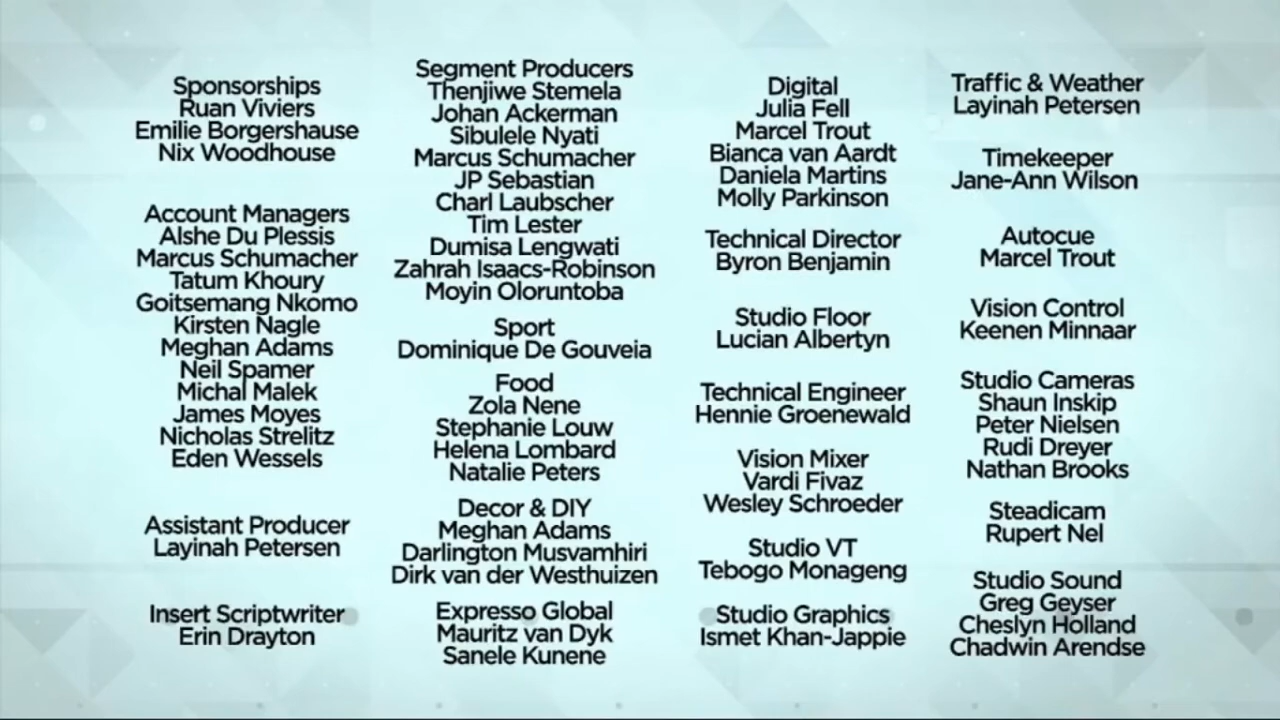 Sponsorships
Ruan Viviers
Emilie Borgershause
Nix Woodhouse
Account Managers
Alshe Du Plessis
Marcus Schumacher
Tatum Khoury
Goitsemang Nkomo
Kirsten Nagle
Meghan Adams
Neil Spamer
Michal Malek
James Moyes
Nicholas Strelitz
Eden Wessels
Assistant Producer
Layinah Petersen
Insert Scriptwriter
Erin Drayton
Segment Producers
Thenjiwe Stemela
Johan Ackerman
Sibulele Nyati
Marcus Schumacher
JP Sebastian
Charl Laubscher
Tim Lester
Dumisa Lengwati
Zahrah Isaacs-Robinson
Moyin Oloruntoba
Sport
Dominique De Gouveia
Food
Zola Nene
Stephanie Louw
Helena Lombard
Natalie Peters
Decor & DIY
Meghan Adams
Darlington Musvamhiri
Dirk van der Westhuizen
Expresso Global
Mauritz van Dyk
Sanele Kunene
Digital
Julia Fell
Marcel Trout
Bianca van Aardt
Daniela Martins
Molly Parkinson
Technical Director
Byron Benjamin
Studio Floor
Lucian Albertyn
Technical Engineer
Hennie Groenewald
Vision Mixer
Vardi Fivaz
Wesley Schroeder
Studio VT
Tebogo Monageng
Studio Graphics
Ismet Khan-Jappie
Traffic & Weather
Layinah Petersen
Timekeeper
Jane-Ann Wilson
Autocue
Marcel Trout
Vision Control
Keenen Minnaar
Studio Cameras
Shaun Inskip
Peter Nielsen
Rudi Dreyer
Nathan Brooks
Steadicam
Rupert Nel
Studio Sound
Greg Geyser
Cheslyn Holland
Chadwin Arendse